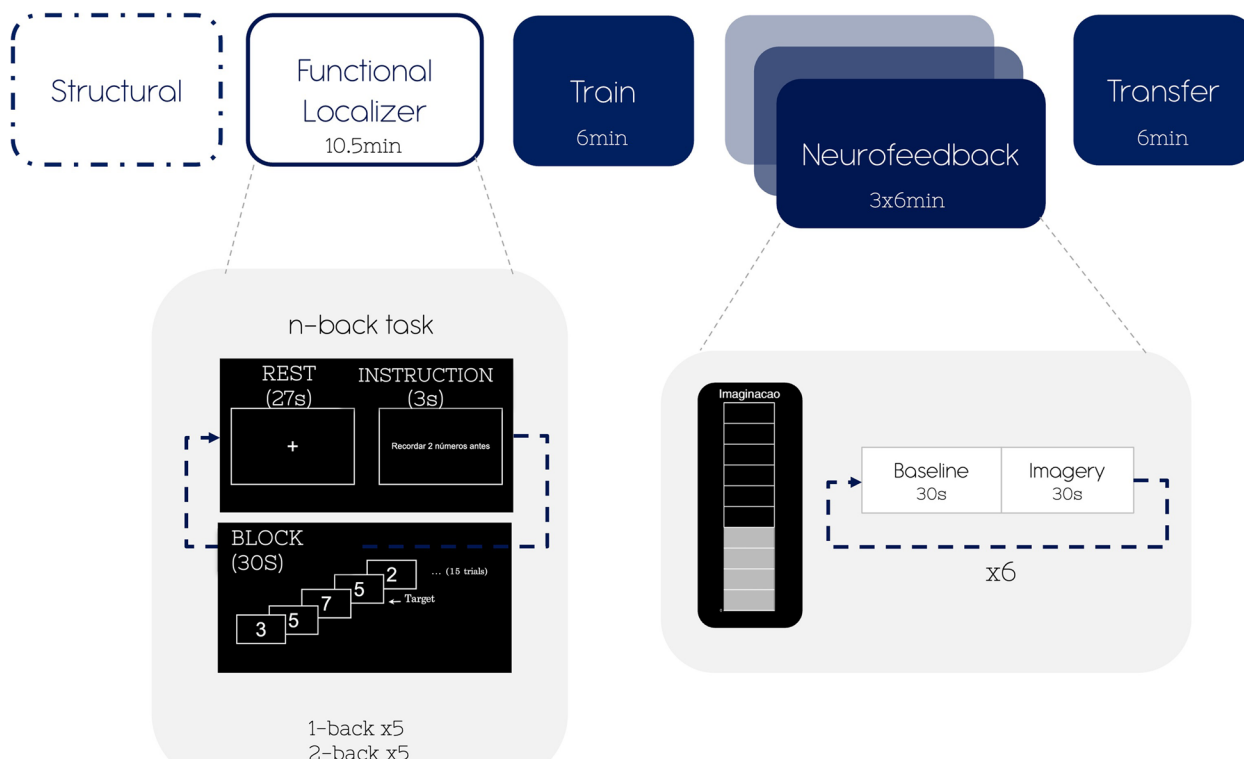 Structural
Functional
Localizer
10.5min
Train
6min
Neurofeedback
3x6min
Transfer
6min
n-back task
REST
(27s)
INSTRUCTION
(3s)
+
Recordar 2 números antes
BLOCK
(30S)
3
5
7
5
2
... (15 trials)
← Target
1-back x5
2-back x5
Imaginacao
0
Baseline
30s
Imagery
30s
x6